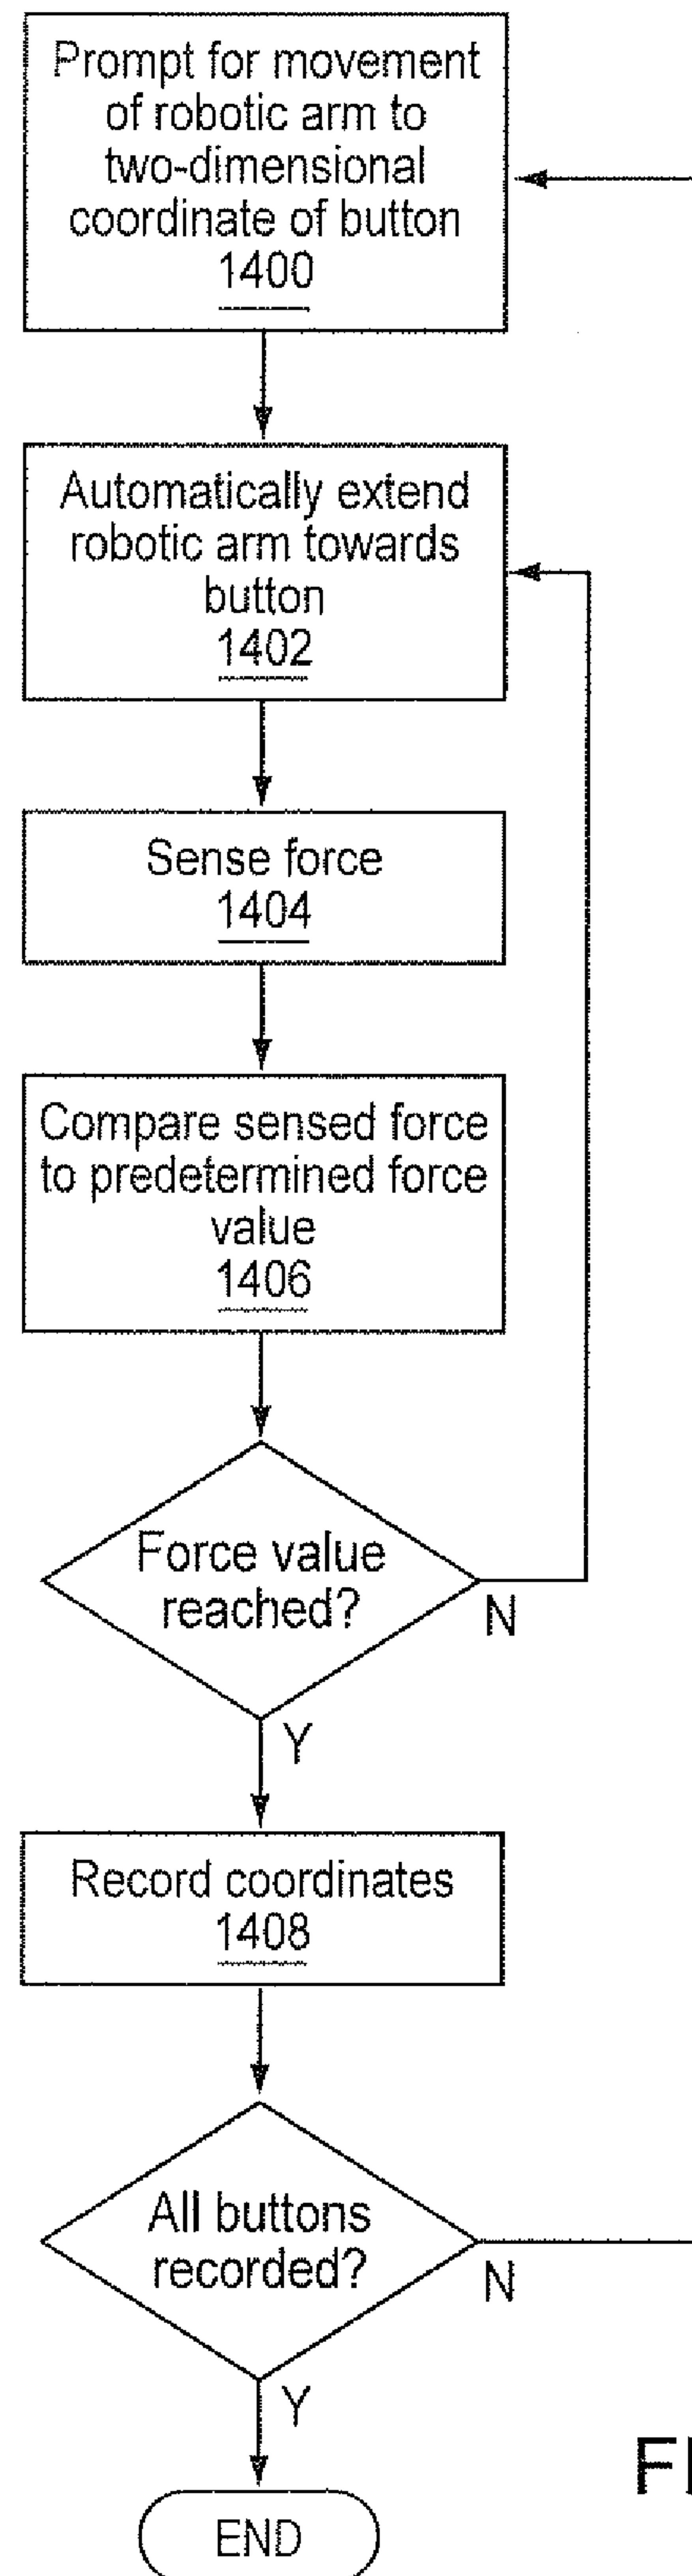 Prompt for movement
of robotic arm to
two-dimensional
coordinate of button
1400
Automatically extend
robotic arm towards
button
1402
Sense force
1404
Compare sensed force
to predetermined force
value
1406
Force value
reached?
N
Y
Record coordinates
1408
All buttons
recorded?
N
Y
END